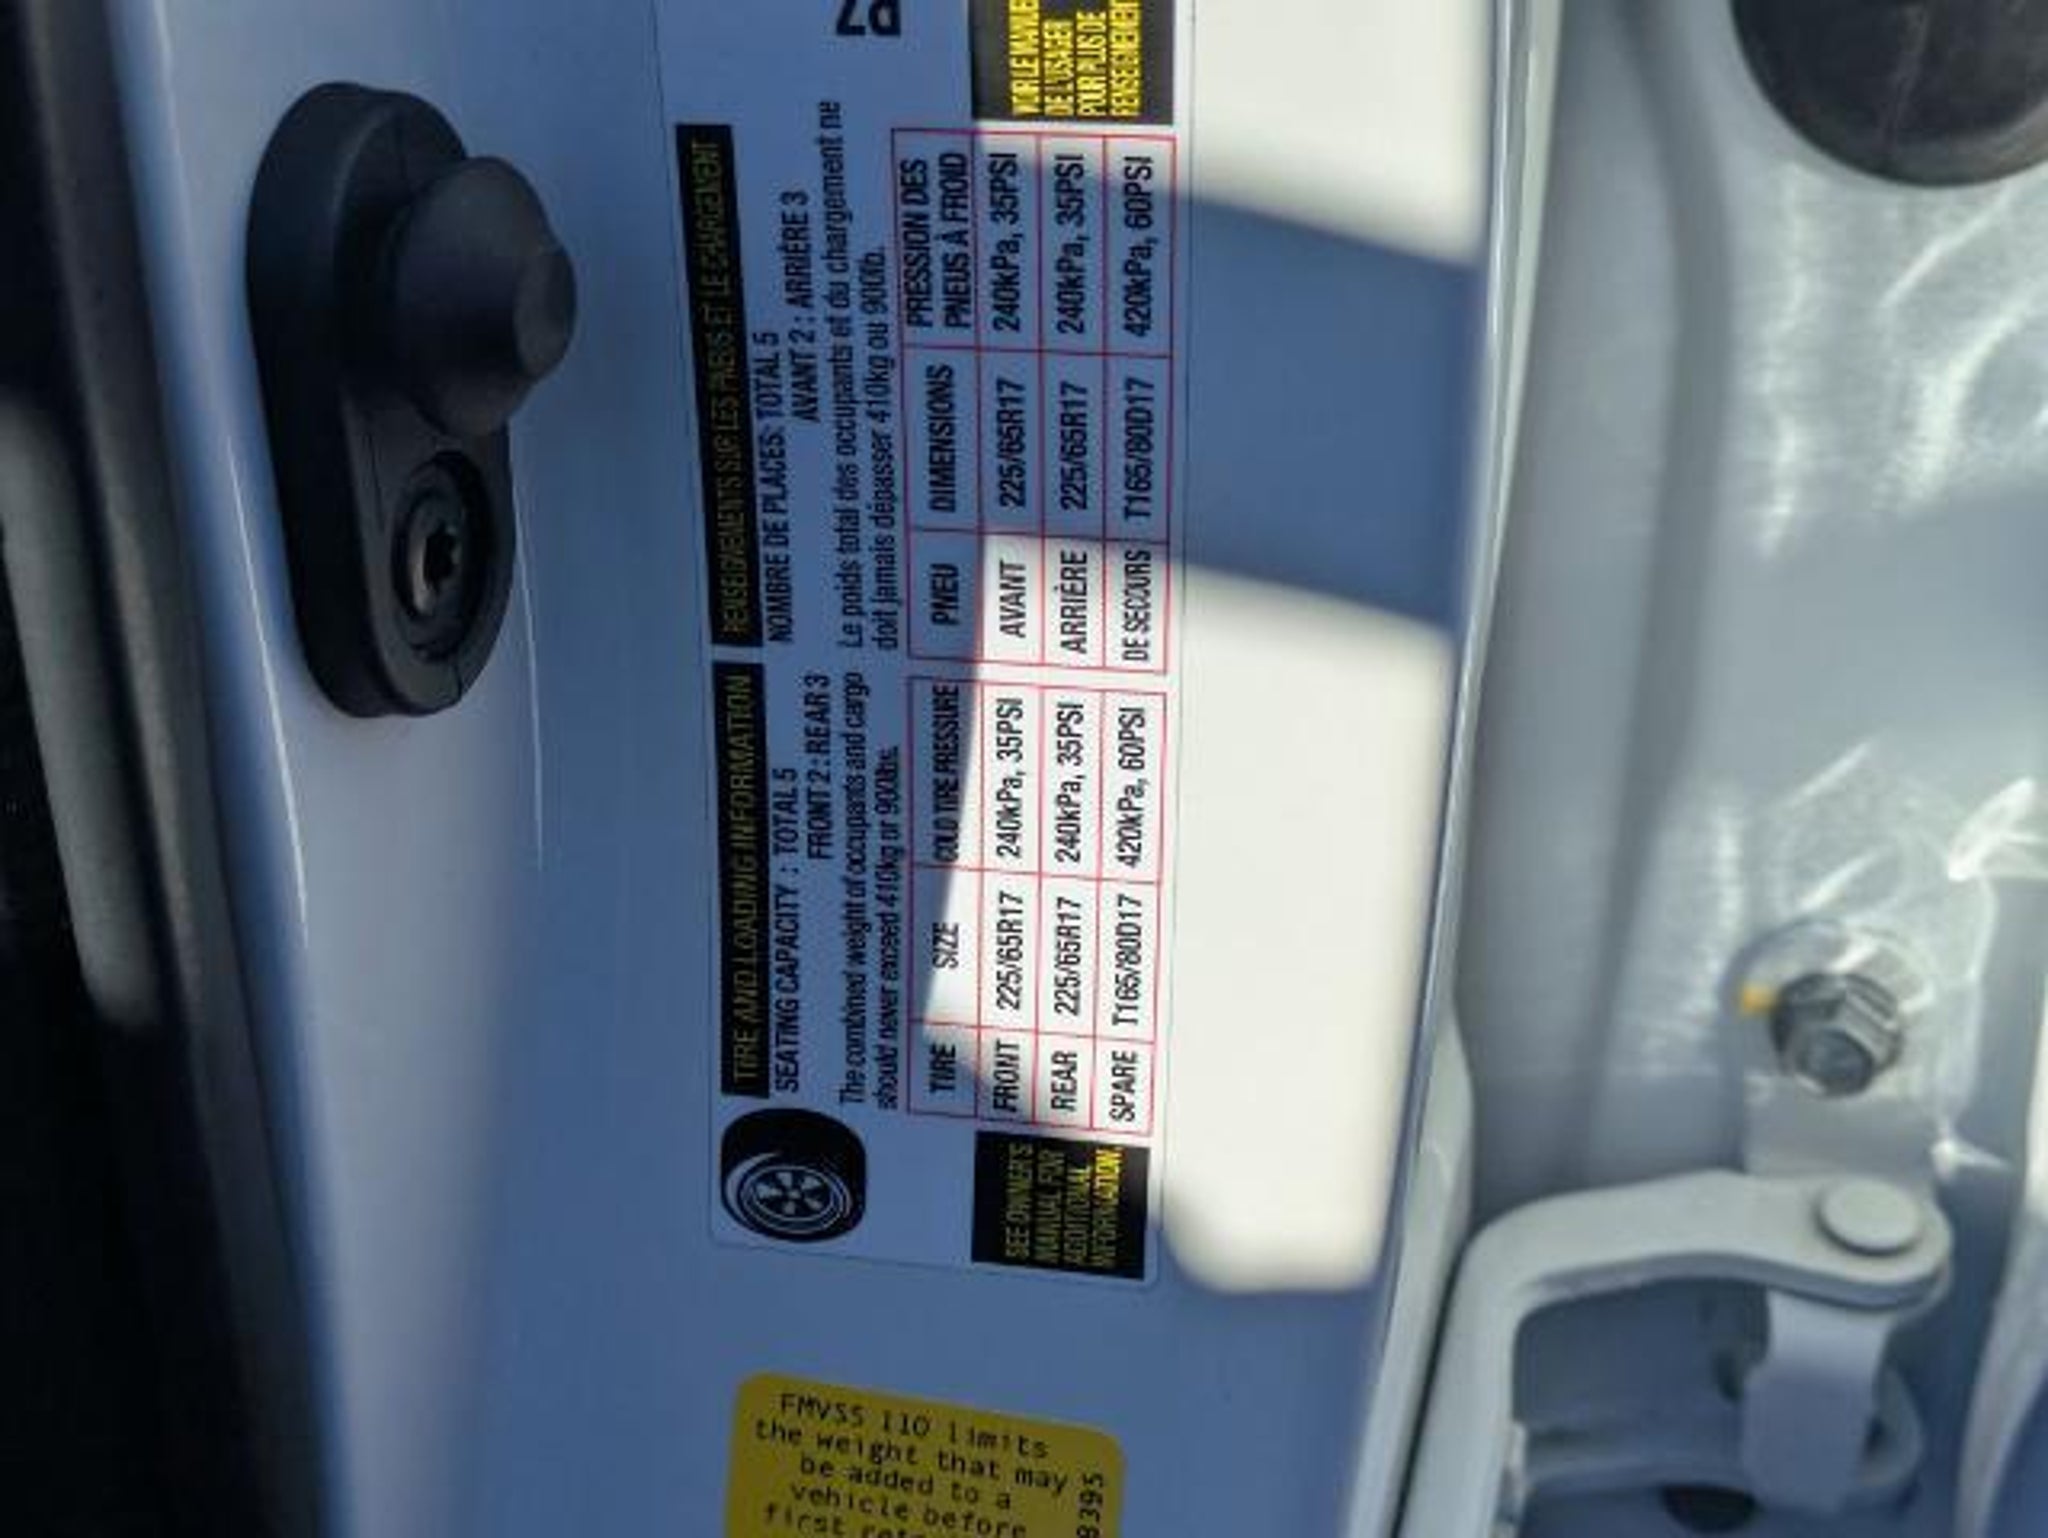 TIRE AND LOADING INFORMATION
SEATING CAPACITY : TOTAL 5
FRONT 2 : REAR 3
The combined weight of occupants and cargo
should never exceed 410kg or 900lbs.
TIRE SIZE COLD TIRE PRESSURE
FRONT 225/65R17 240kPa, 35PSI
REAR 225/65R17 240kPa, 35PSI
SPARE T165/80D17 420kPa, 60PSI
SEE OWNER'S
MANUAL FOR
ADDITIONAL
INFORMATION.
RENSEIGNEMENTS SUR LES PNEUS ET LE CHARGEMENT
NOMBRE DE PLACES: TOTAL 5
AVANT 2 : ARRIÈRE 3
Le poids total des occupants et du chargement ne
doit jamais dépasser 410kg ou 900lb.
PNEU DIMENSIONS PRESSION DES
PNEUS À FROID
AVANT 225/65R17 240kPa, 35PSI
ARRIÈRE 225/65R17 240kPa, 35PSI
DE SECOURS T165/80D17 420kPa, 60PSI
VOIR LE MANUEL
DE L'USAGER
POUR PLUS DE
RENSEIGNEMENT
FMVSS 110 limits
the weight that may
be added to a
vehicle before
first
8395